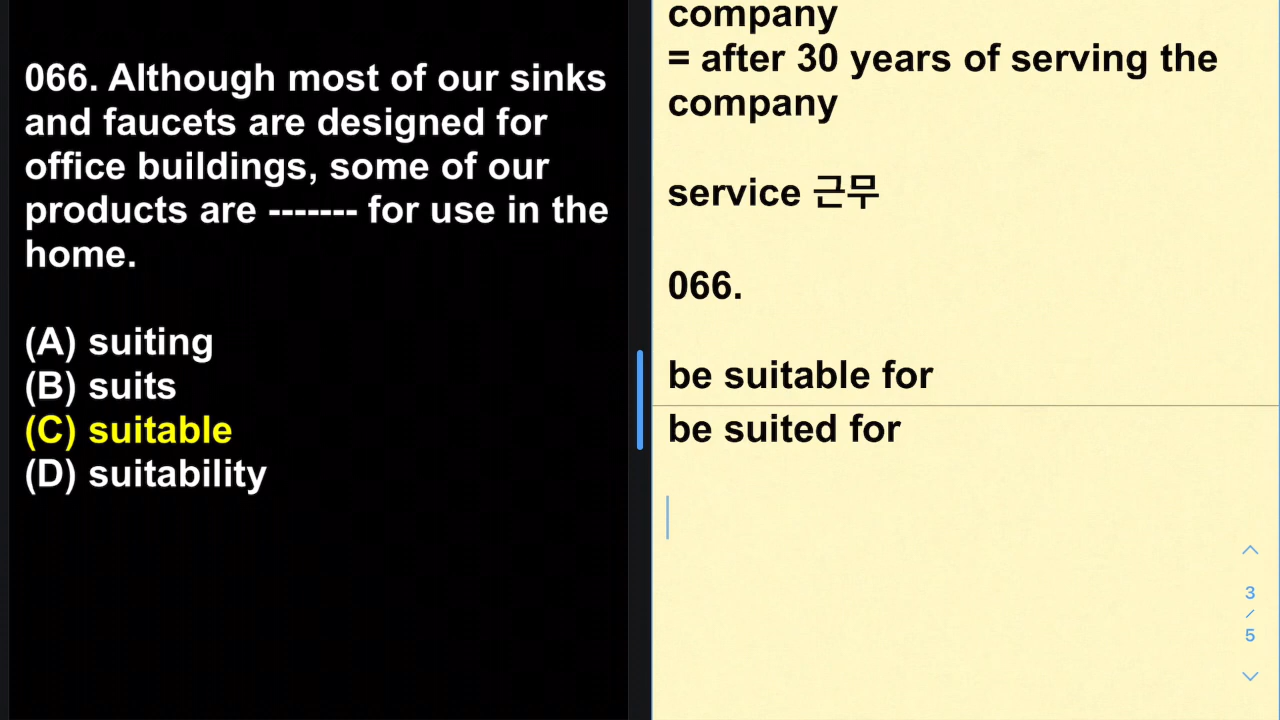 066. Although most of our sinks
and faucets are designed for
office buildings, some of our
products are ------- for use in the
home.
(A) suiting
(B) suits
(C) suitable
(D) suitability
company
= after 30 years of serving the
company
service 근무
066.
be suitable for
be suited for
3
/
5